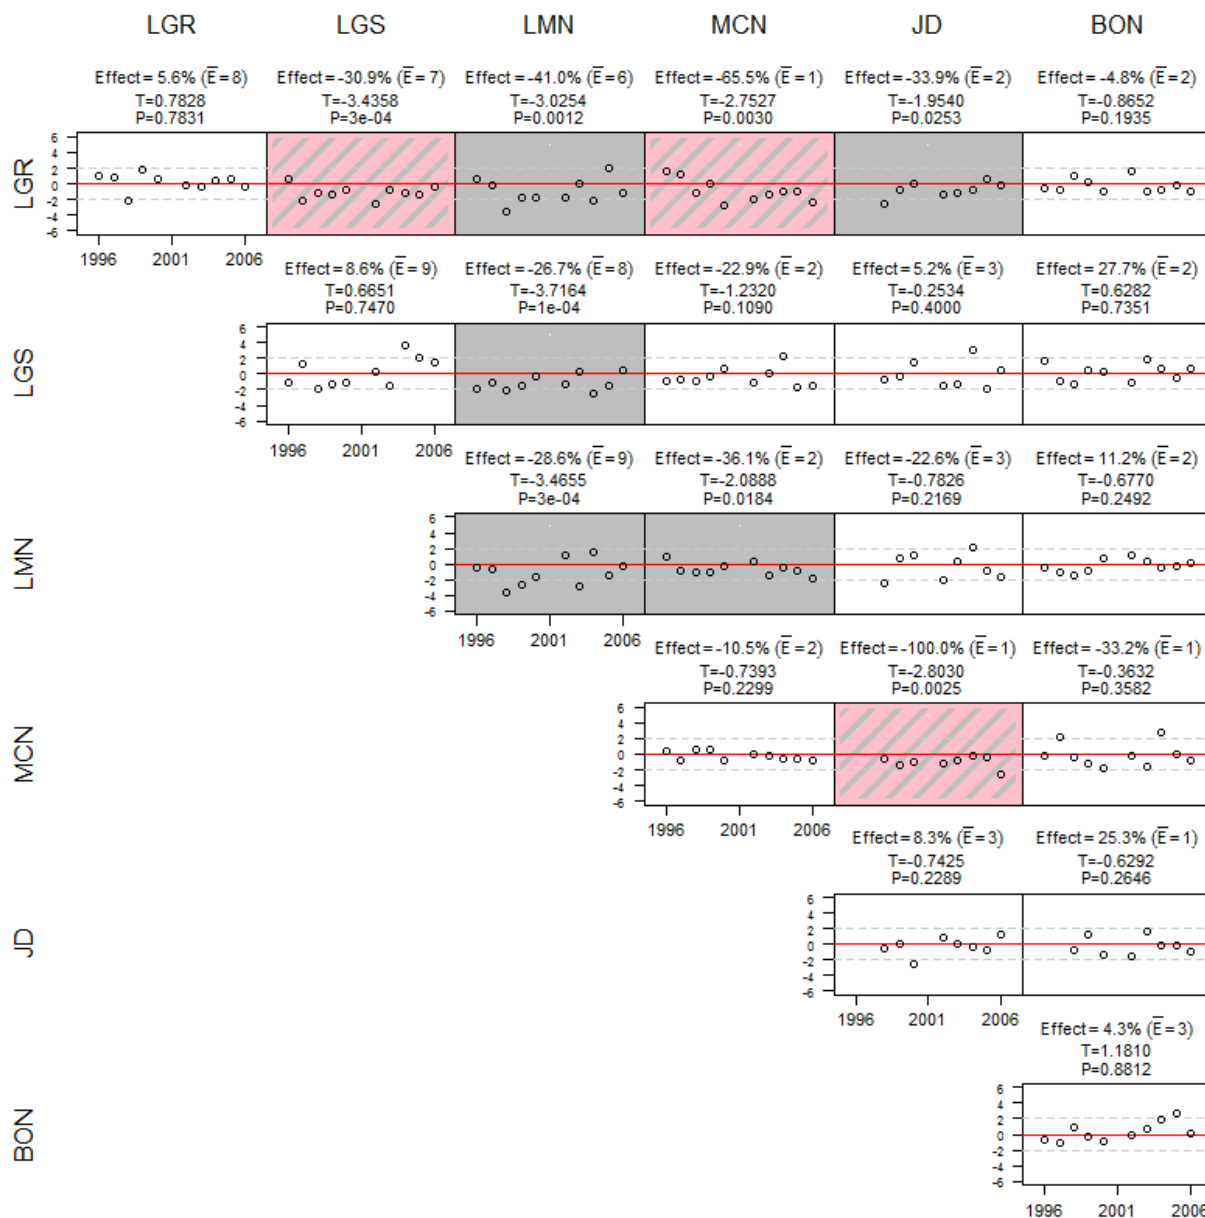 LGR LGS LMN MCN JD BON
Effect = 5.6% (E̅ = 8) Effect = -30.9% (E̅ = 7) Effect = -41.0% (E̅ = 6) Effect = -65.5% (E̅ = 1) Effect = -33.9% (E̅ = 2) Effect = -4.8% (E̅ = 2)
T=0.7828 T=-3.4358 T=-3.0254 T=-2.7527 T=-1.9540 T=-0.8652
P=0.7831 P=3e-04 P=0.0012 P=0.0030 P=0.0253 P=0.1935
LGR
6
4
2
0
-2
-4
-6
1996 2001 2006
Effect = 8.6% (E̅ = 9) Effect = -26.7% (E̅ = 8) Effect = -22.9% (E̅ = 2) Effect = 5.2% (E̅ = 3) Effect = 27.7% (E̅ = 2)
T=0.6651 T=-3.7164 T=-1.2320 T=-0.2534 T=0.6282
P=0.7470 P=1e-04 P=0.1090 P=0.4000 P=0.7351
LGS
6
4
2
0
-2
-4
-6
1996 2001 2006
Effect = -28.6% (E̅ = 9) Effect = -36.1% (E̅ = 2) Effect = -22.6% (E̅ = 3) Effect = 11.2% (E̅ = 2)
T=-3.4655 T=-2.0888 T=-0.7826 T=-0.6770
P=3e-04 P=0.0184 P=0.2169 P=0.2492
LMN
6
4
2
0
-2
-4
-6
1996 2001 2006
Effect = -10.5% (E̅ = 2) Effect = -100.0% (E̅ = 1) Effect = -33.2% (E̅ = 1)
T=-0.7393 T=-2.8030 T=-0.3632
P=0.2299 P=0.0025 P=0.3582
MCN
6
4
2
0
-2
-4
-6
1996 2001 2006
Effect = 8.3% (E̅ = 3) Effect = 25.3% (E̅ = 1)
T=-0.7425 T=-0.6292
P=0.2289 P=0.2646
JD
6
4
2
0
-2
-4
-6
1996 2001 2006
Effect = 4.3% (E̅ = 3)
T=1.1810
P=0.8812
BON
6
4
2
0
-2
-4
-6
1996 2001 2006